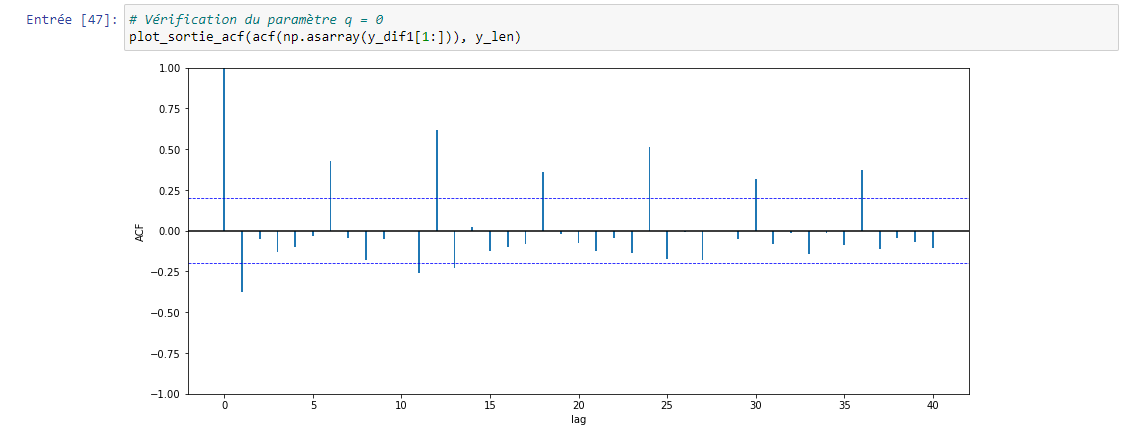 Entrée [47]:
# Vérification du paramètre q = 0
plot_sortie_acf(acf(np.asarray(y_dif1[1:])), y_len)
1.00
0.75
0.50
0.25
0.00
−0.25
−0.50
−0.75
−1.00
ACF
0 5 10 15 20 25 30 35 40
lag